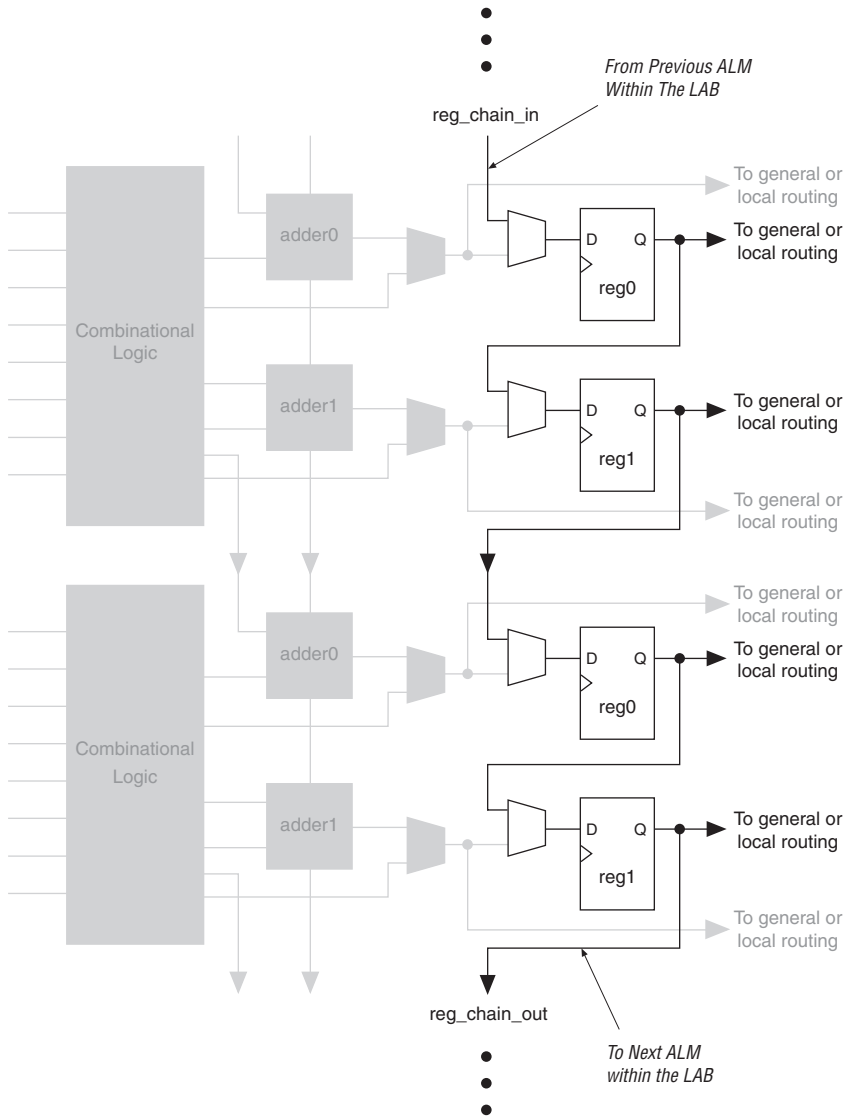 From Previous ALM
Within The LAB
reg_chain_in
To general or
local routing
adder0
D Q
reg0
To general or
local routing
Combinational
Logic
adder1
D Q
reg1
To general or
local routing
To general or
local routing
To general or
local routing
adder0
D Q
reg0
To general or
local routing
Combinational
Logic
adder1
D Q
reg1
To general or
local routing
To general or
local routing
reg_chain_out
To Next ALM
within the LAB